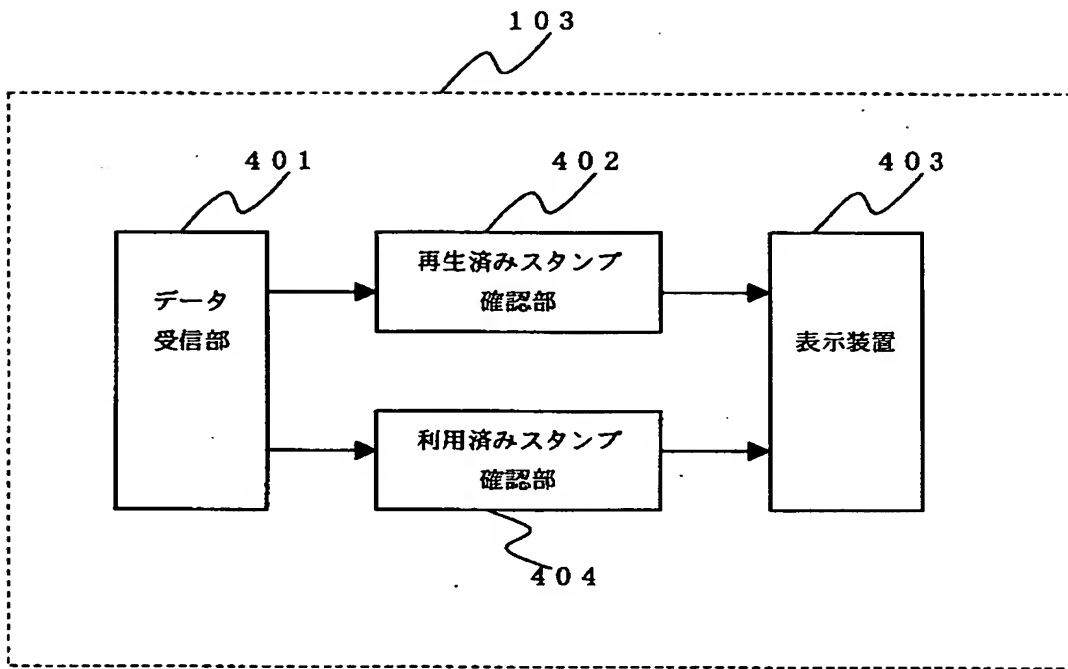 １０３
４０１
４０２
４０３
データ
受信部
再生済みスタンプ
確認部
表示装置
利用済みスタンプ
確認部
４０４